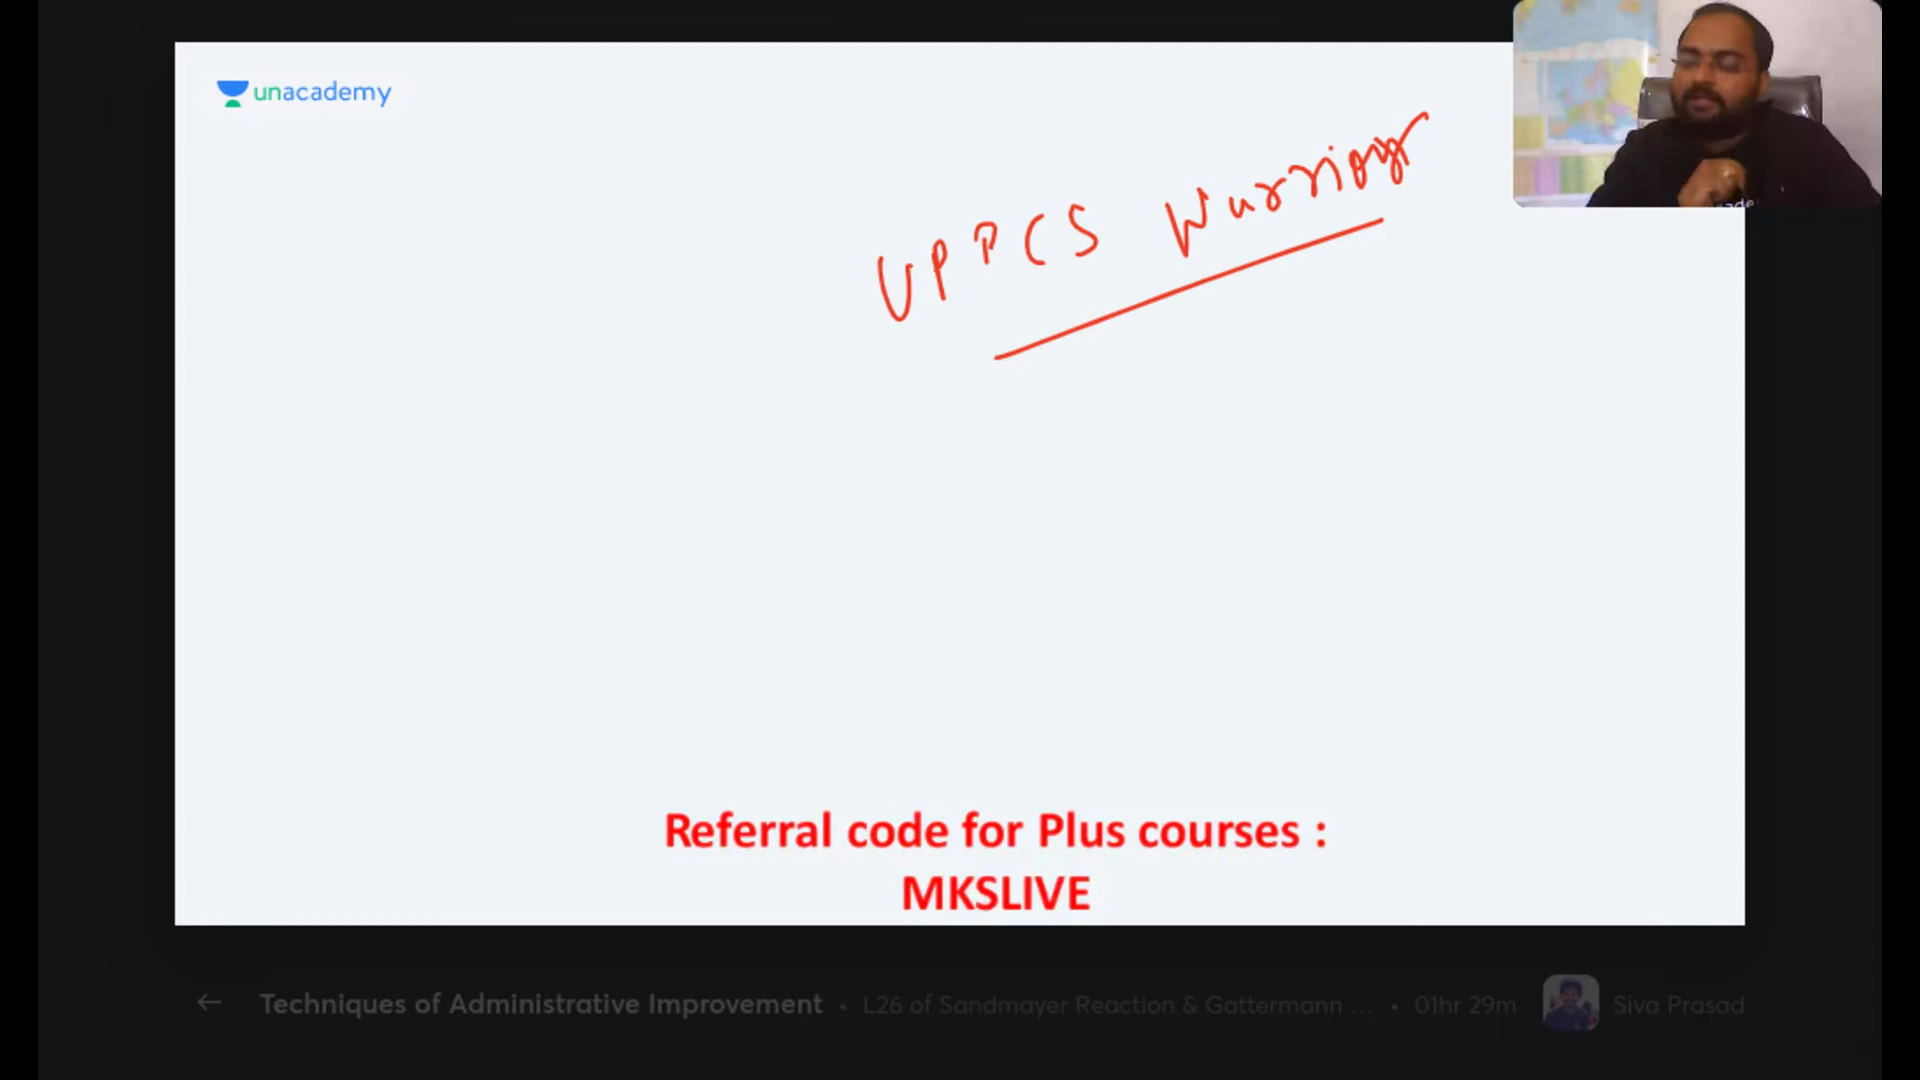 unacademy
UPPCS Warrior
Referral code for Plus courses :
MKSLIVE
Techniques of Administrative Improvement • L26 of Sandmayer Reaction & Gattermann ... • 01hr 29m Siva Prasad